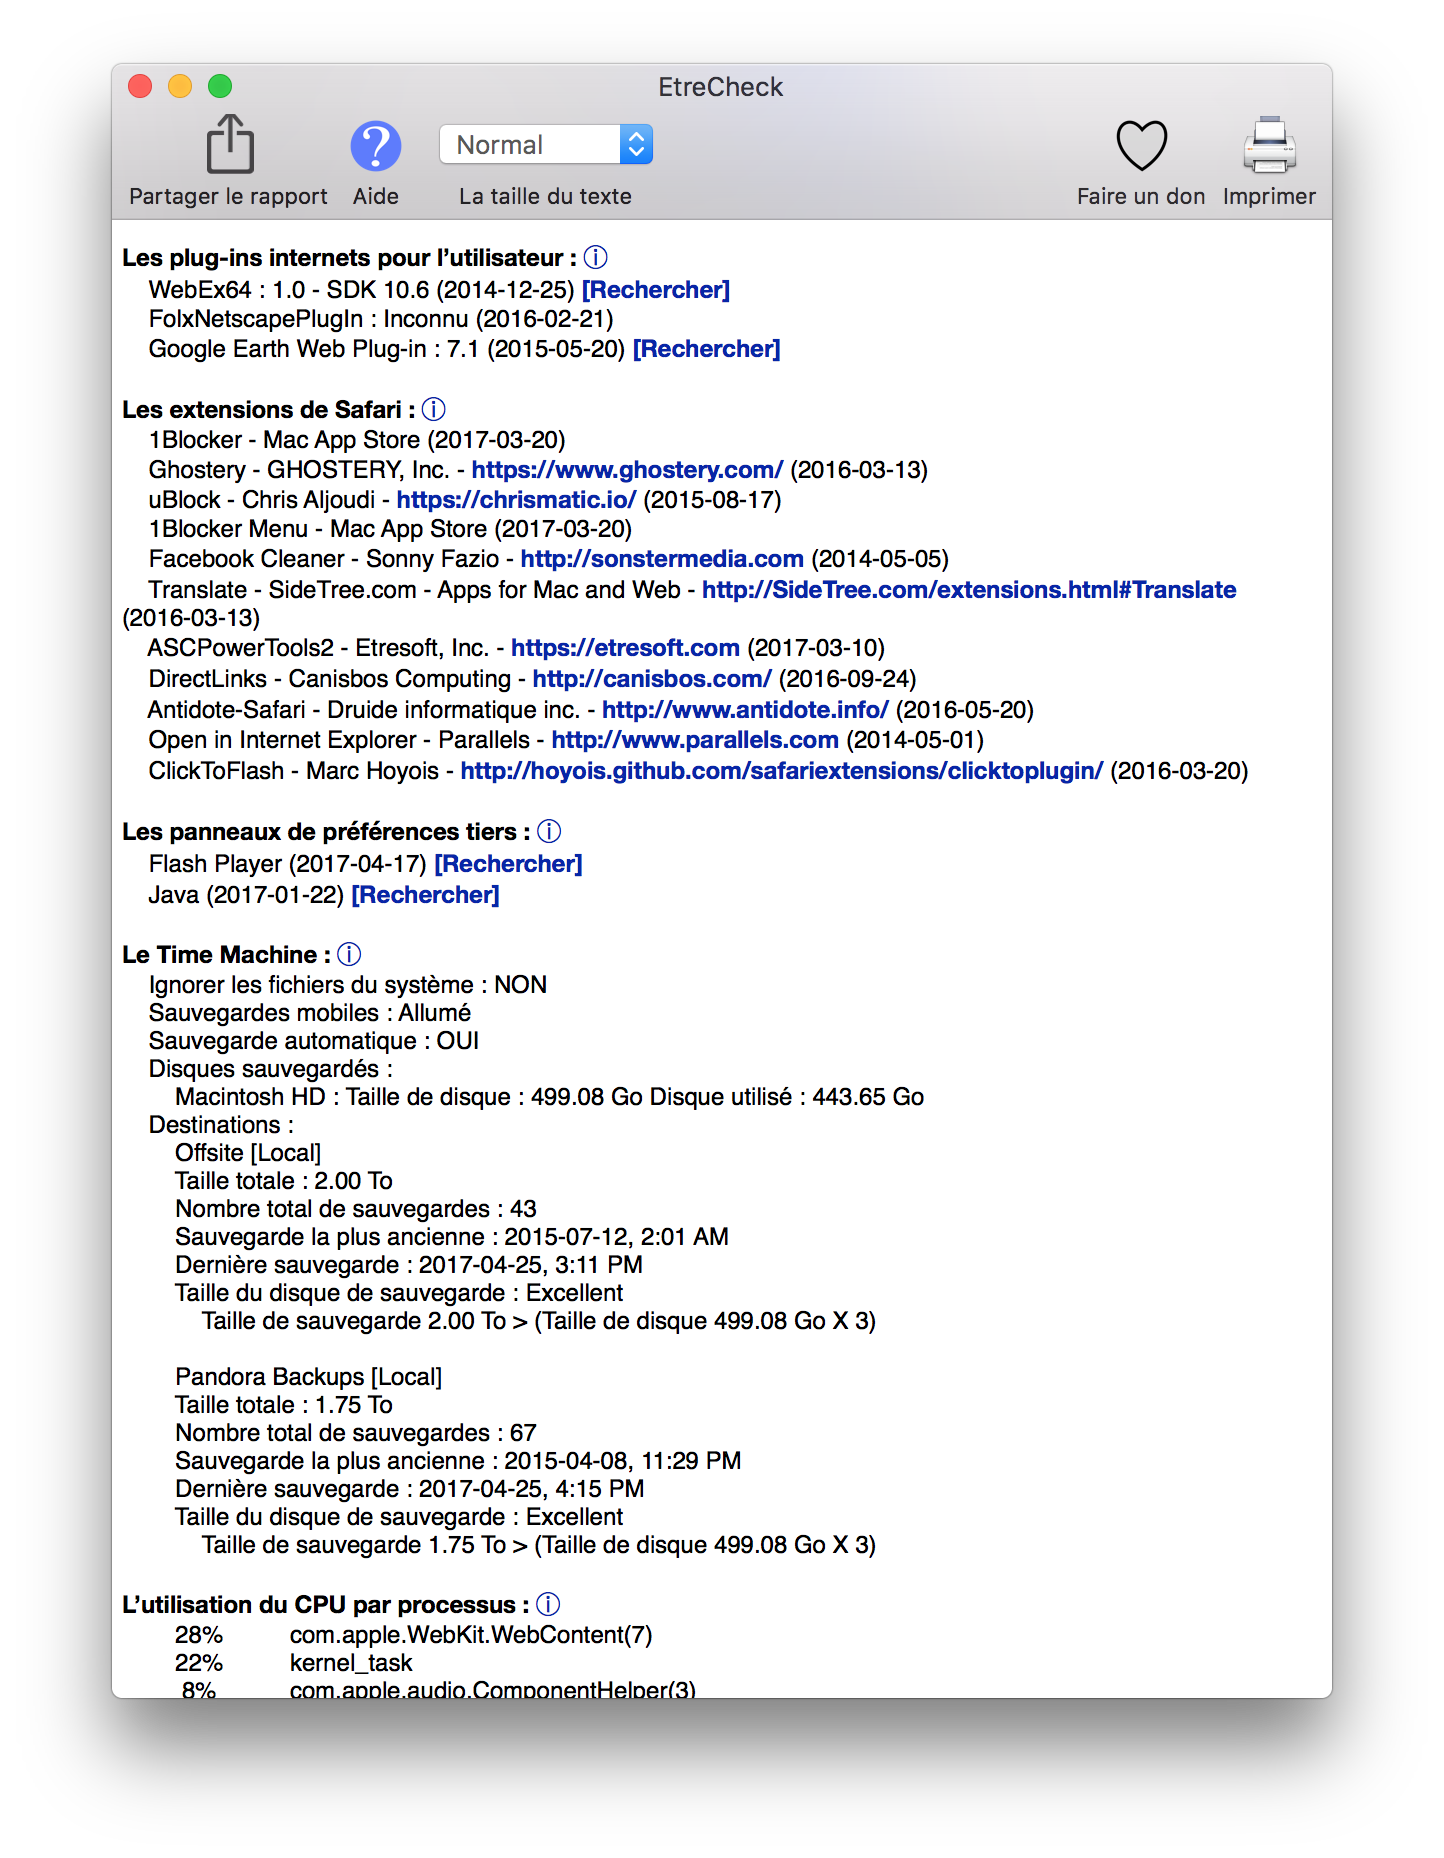 EtreCheck
Normal
Partager le rapport
Aide
La taille du texte
Faire un don
Imprimer
Les plug-ins internets pour l’utilisateur : ⓘ
WebEx64 : 1.0 - SDK 10.6 (2014-12-25) [Rechercher]
FolxNetscapePlugIn : Inconnu (2016-02-21)
Google Earth Web Plug-in : 7.1 (2015-05-20) [Rechercher]
Les extensions de Safari : ⓘ
1Blocker - Mac App Store (2017-03-20)
Ghostery - GHOSTERY, Inc. - https://www.ghostery.com/ (2016-03-13)
uBlock - Chris Aljoudi - https://chrismatic.io/ (2015-08-17)
1Blocker Menu - Mac App Store (2017-03-20)
Facebook Cleaner - Sonny Fazio - http://sonstermedia.com (2014-05-05)
Translate - SideTree.com - Apps for Mac and Web - http://SideTree.com/extensions.html#Translate
(2016-03-13)
ASCPowerTools2 - Etresoft, Inc. - https://etresoft.com (2017-03-10)
DirectLinks - Canisbos Computing - http://canisbos.com/ (2016-09-24)
Antidote-Safari - Druide informatique inc. - http://www.antidote.info/ (2016-05-20)
Open in Internet Explorer - Parallels - http://www.parallels.com (2014-05-01)
ClickToFlash - Marc Hoyois - http://hoyois.github.com/safariextensions/clicktoplugin/ (2016-03-20)
Les panneaux de préférences tiers : ⓘ
Flash Player (2017-04-17) [Rechercher]
Java (2017-01-22) [Rechercher]
Le Time Machine : ⓘ
Ignorer les fichiers du système : NON
Sauvegardes mobiles : Allumé
Sauvegarde automatique : OUI
Disques sauvegardés :
Macintosh HD : Taille de disque : 499.08 Go Disque utilisé : 443.65 Go
Destinations :
Offsite [Local]
Taille totale : 2.00 To
Nombre total de sauvegardes : 43
Sauvegarde la plus ancienne : 2015-07-12, 2:01 AM
Dernière sauvegarde : 2017-04-25, 3:11 PM
Taille du disque de sauvegarde : Excellent
Taille de sauvegarde 2.00 To > (Taille de disque 499.08 Go X 3)
Pandora Backups [Local]
Taille totale : 1.75 To
Nombre total de sauvegardes : 67
Sauvegarde la plus ancienne : 2015-04-08, 11:29 PM
Dernière sauvegarde : 2017-04-25, 4:15 PM
Taille du disque de sauvegarde : Excellent
Taille de sauvegarde 1.75 To > (Taille de disque 499.08 Go X 3)
L’utilisation du CPU par processus : ⓘ
28% com.apple.WebKit.WebContent(7)
22% kernel_task
8% com.apple.audio.ComponentHelper(3)